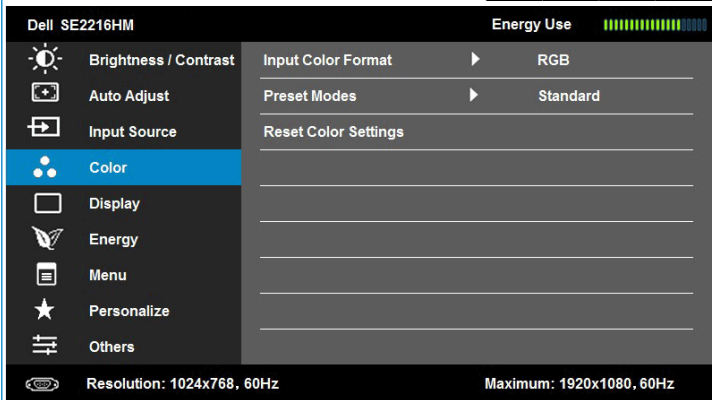 Dell SE2216HM Energy Use
Brightness / Contrast Input Color Format RGB
Auto Adjust Preset Modes Standard
Input Source Reset Color Settings
Color
Display
Energy
Menu
Personalize
Others
Resolution: 1024x768, 60Hz Maximum: 1920x1080, 60Hz